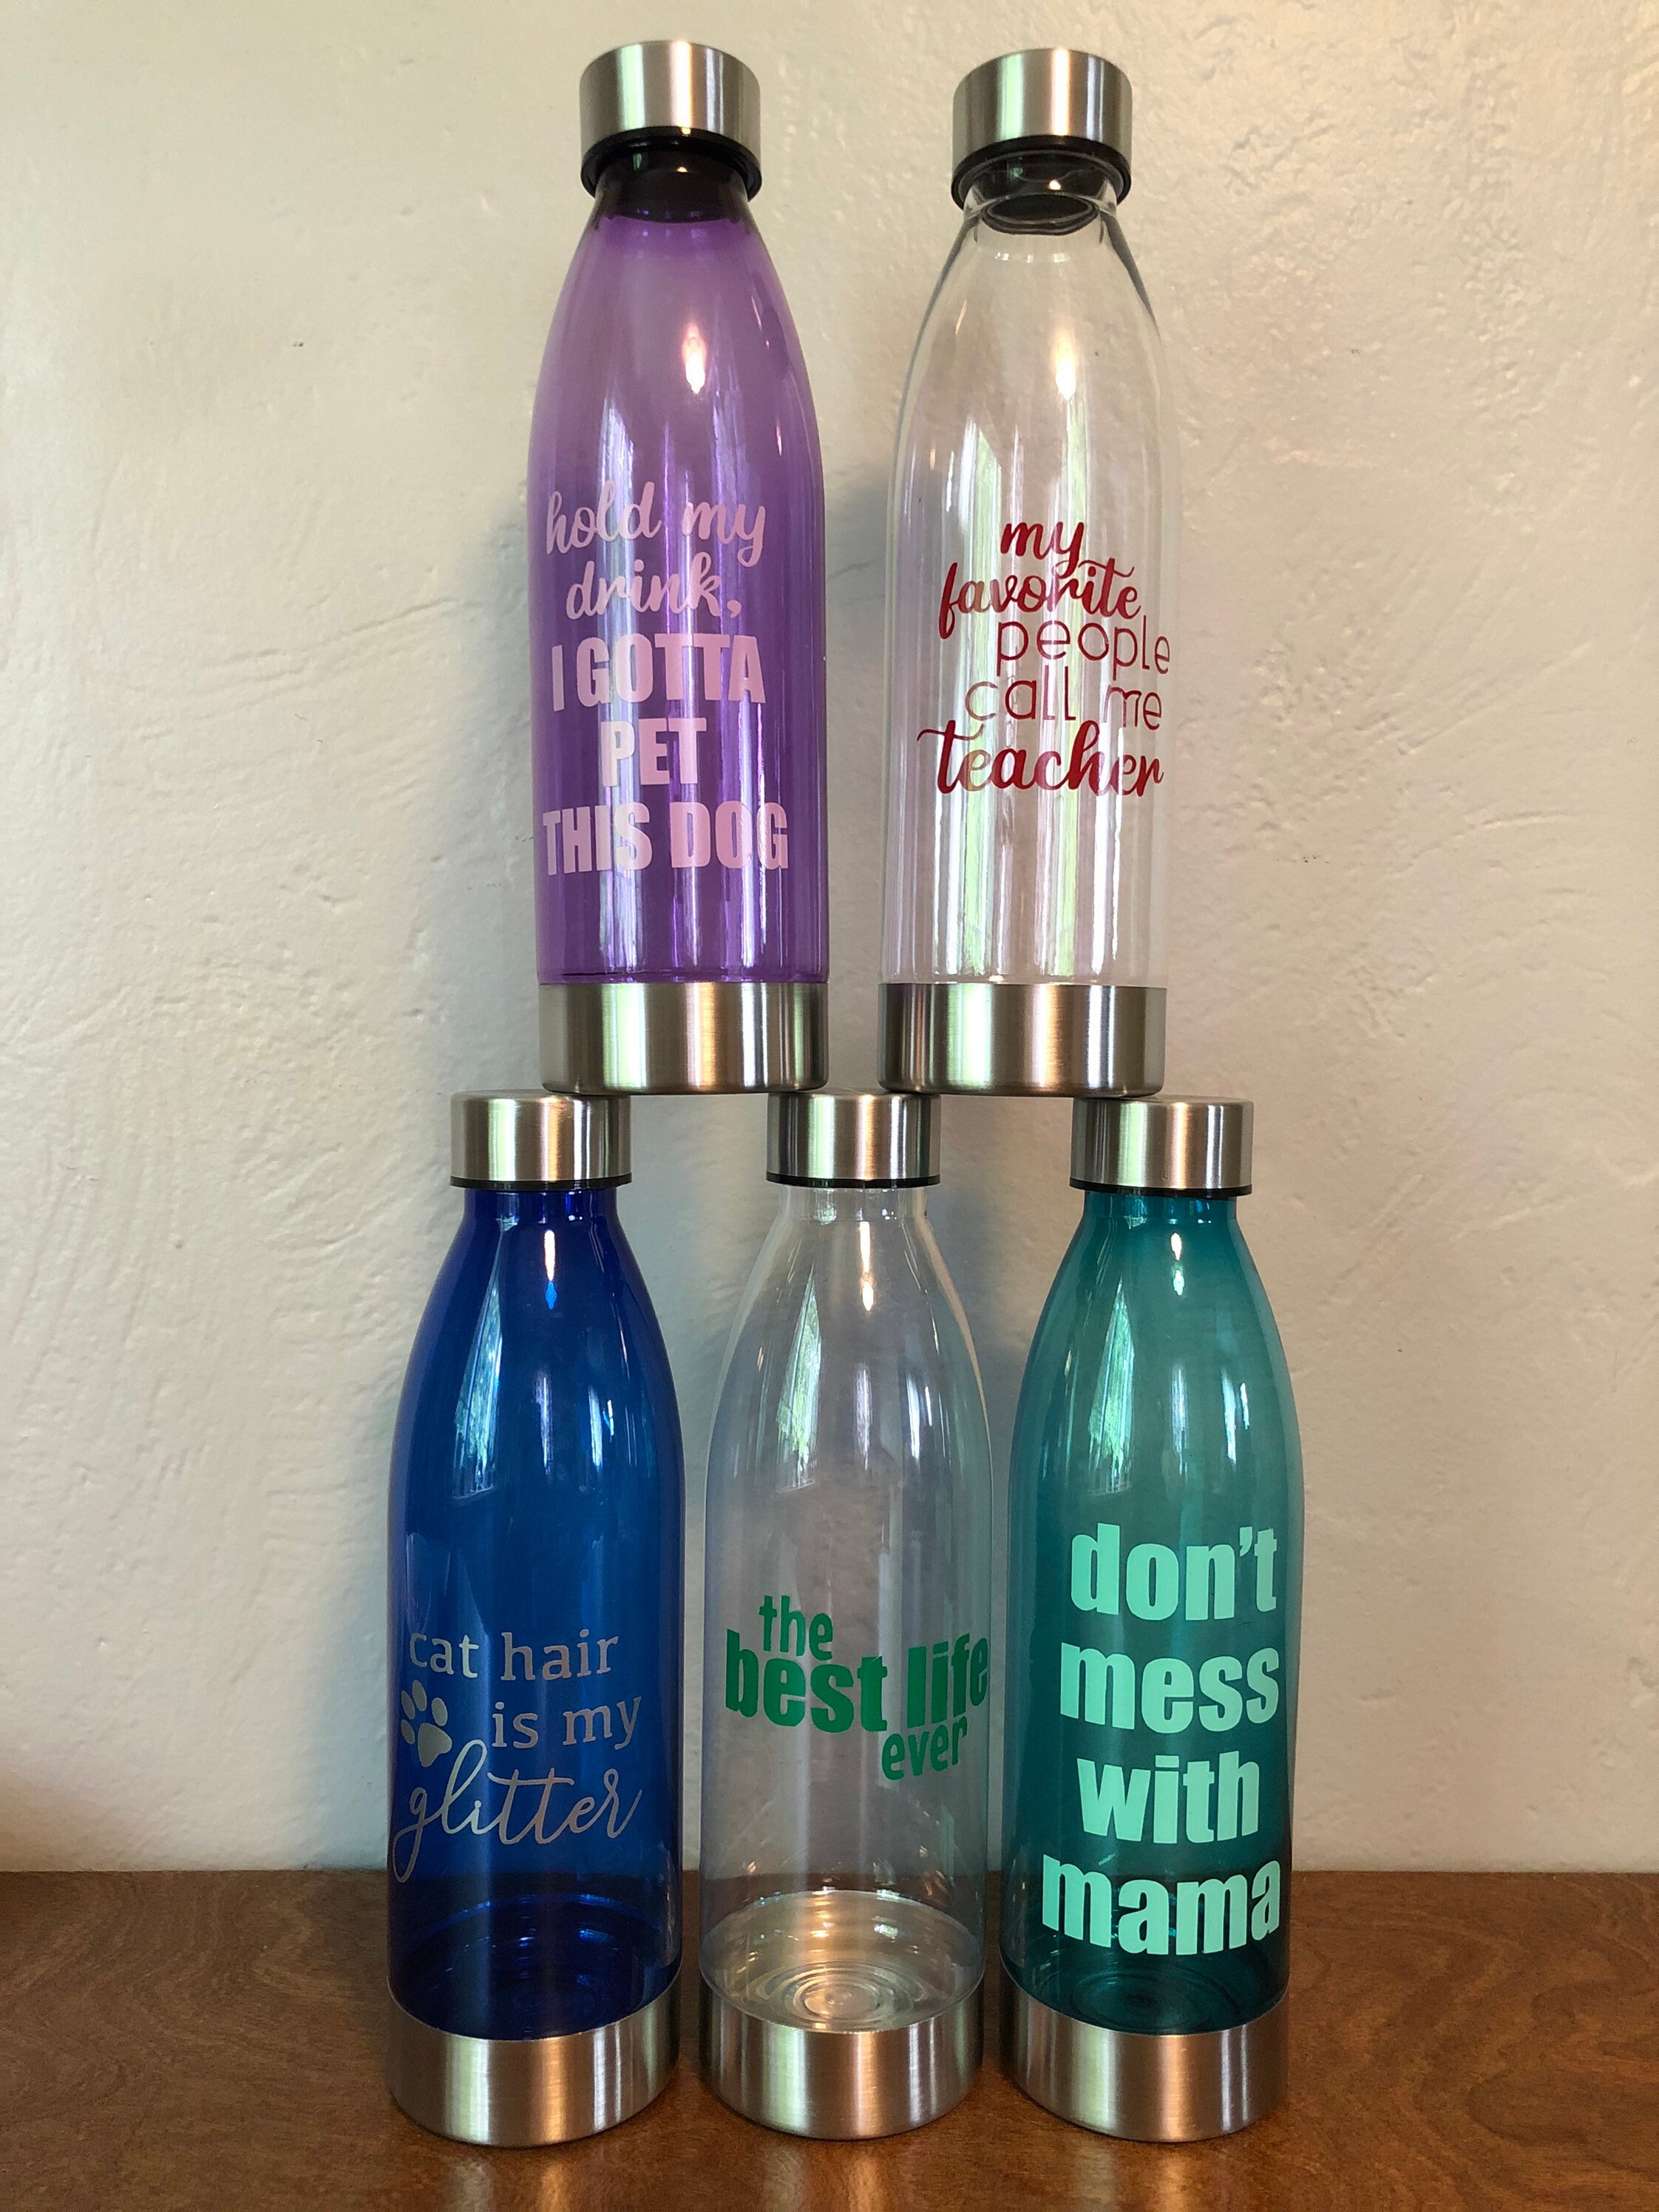 hold my
drink,
I GOTTA
PET
THIS DOG
my
favorite
people
call me
teacher
cat hair
is my
glitter
the
best life
ever
don't
mess
with
mama